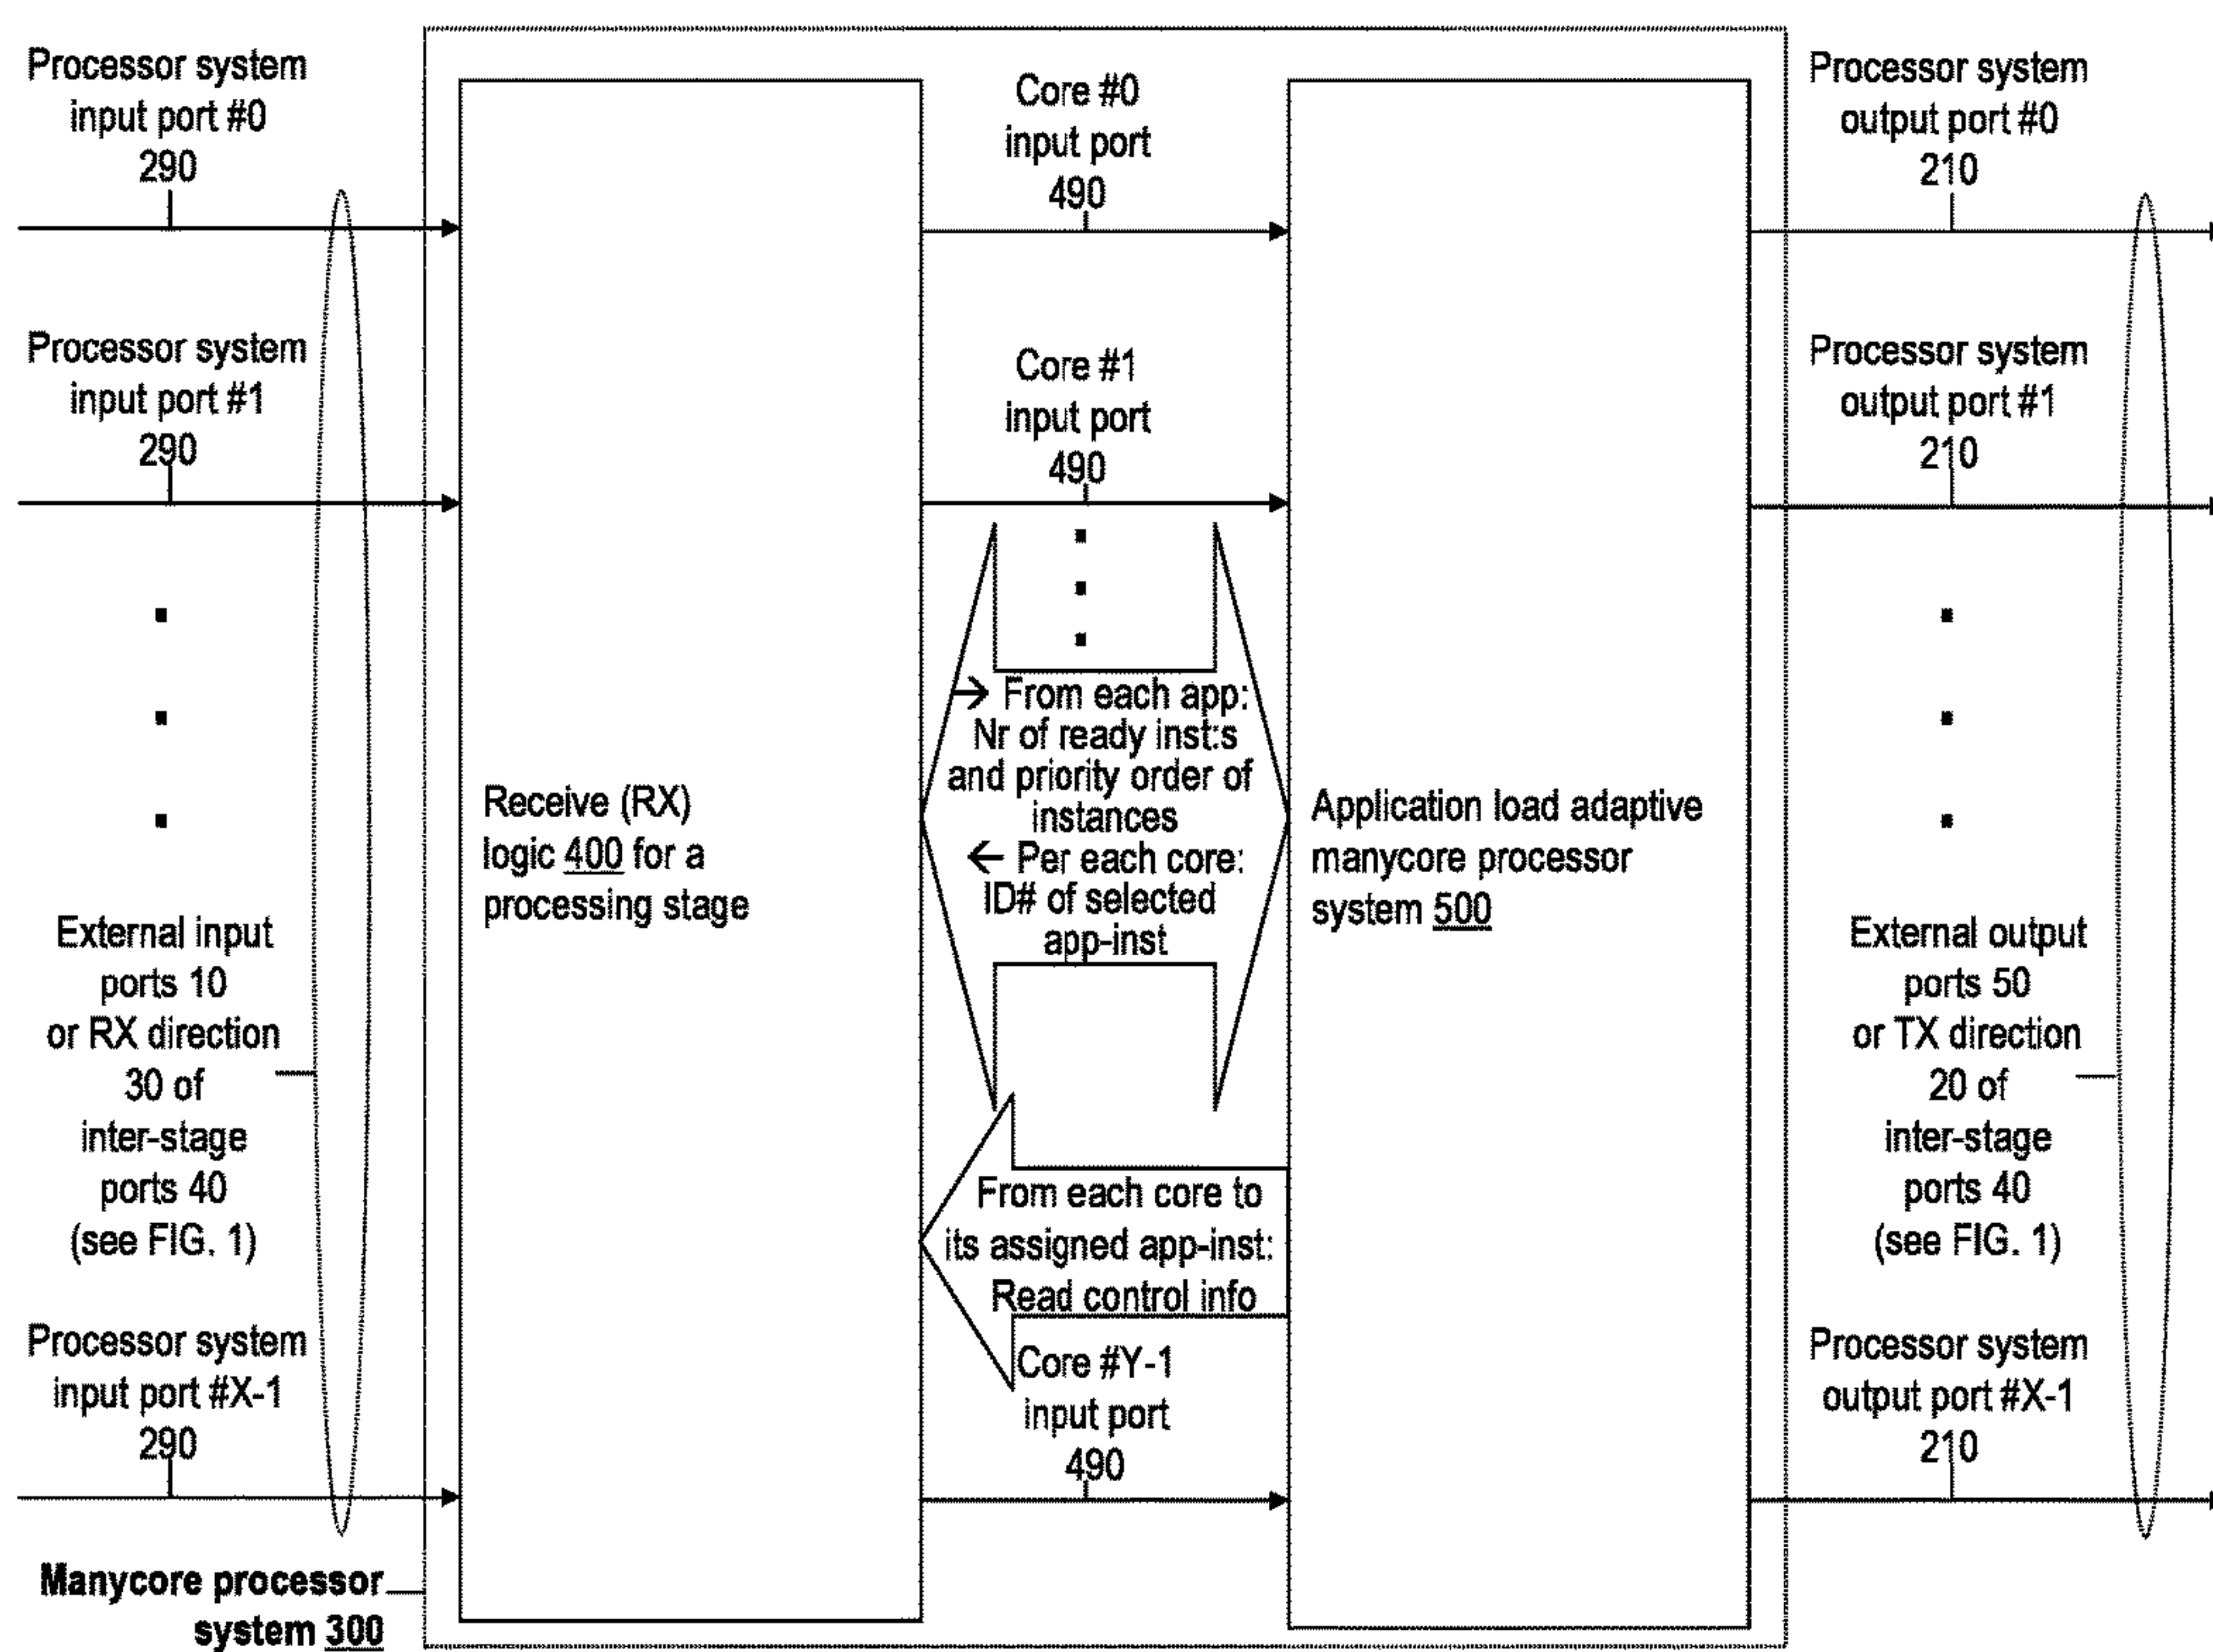 Processor system
input port #0
290
Processor system
input port #1
290
External input
ports 10
or RX direction
30 of
inter-stage
ports 40
(see FIG. 1)
Processor system
input port #X-1
290
Manycore processor
system 300
Receive (RX)
logic 400 for a
processing stage
Core #0
input port
490
Core #1
input port
490
→ From each app:
Nr of ready inst:s
and priority order of
instances
← Per each core:
ID# of selected
app-inst
From each core to
its assigned app-inst:
Read control info
Core #Y-1
input port
490
Application load adaptive
manycore processor
system 500
Processor system
output port #0
210
Processor system
output port #1
210
External output
ports 50
or TX direction
20 of
inter-stage
ports 40
(see FIG. 1)
Processor system
output port #X-1
210